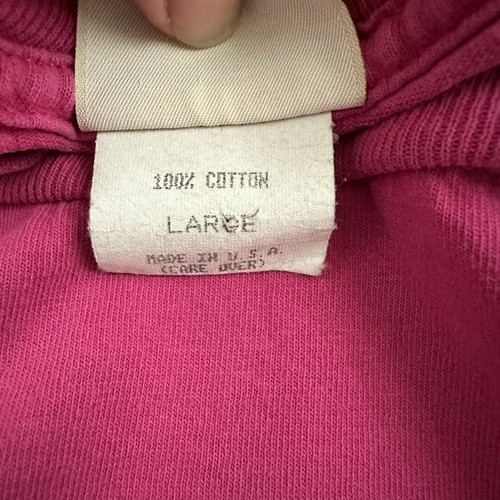 100% COTTON
LARGE
MADE IN U.S.A.
(CARE OVER)